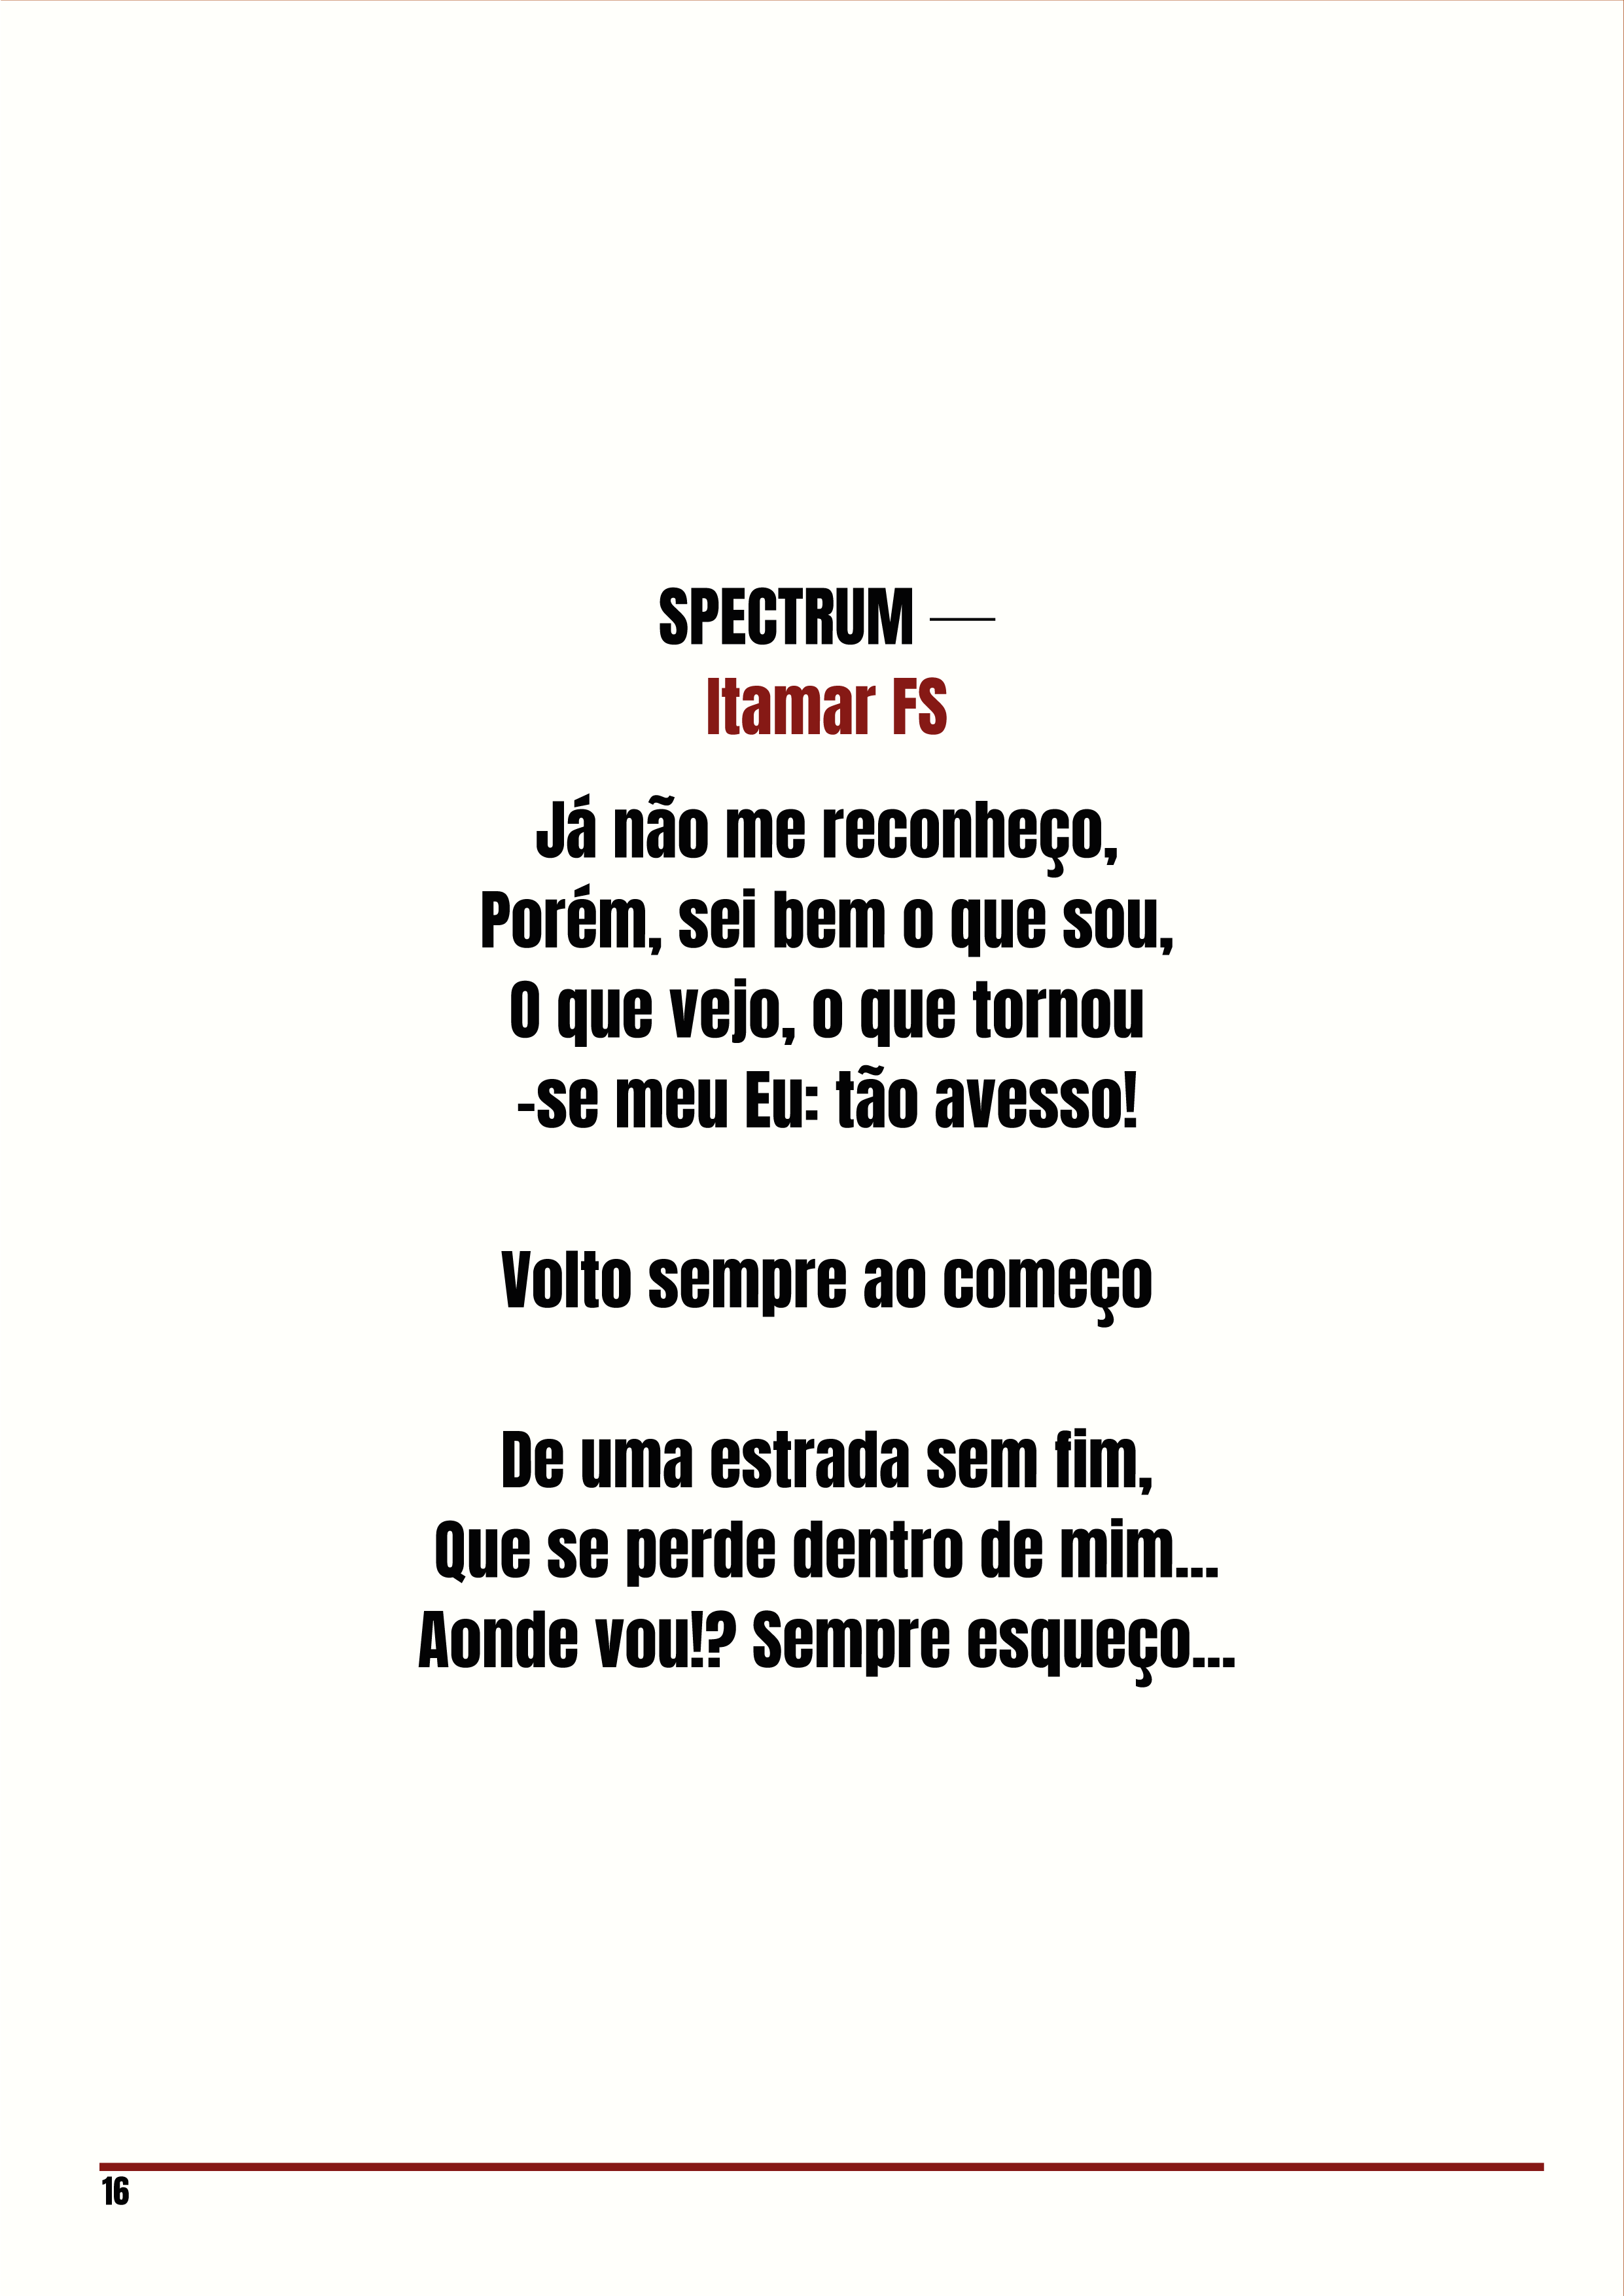 SPECTRUM —
Itamar FS
Já não me reconheço,
Porém, sei bem o que sou,
O que vejo, o que tornou
-se meu Eu: tão avesso!
Volto sempre ao começo
De uma estrada sem fim,
Que se perde dentro de mim...
Aonde vou!? Sempre esqueço...
16